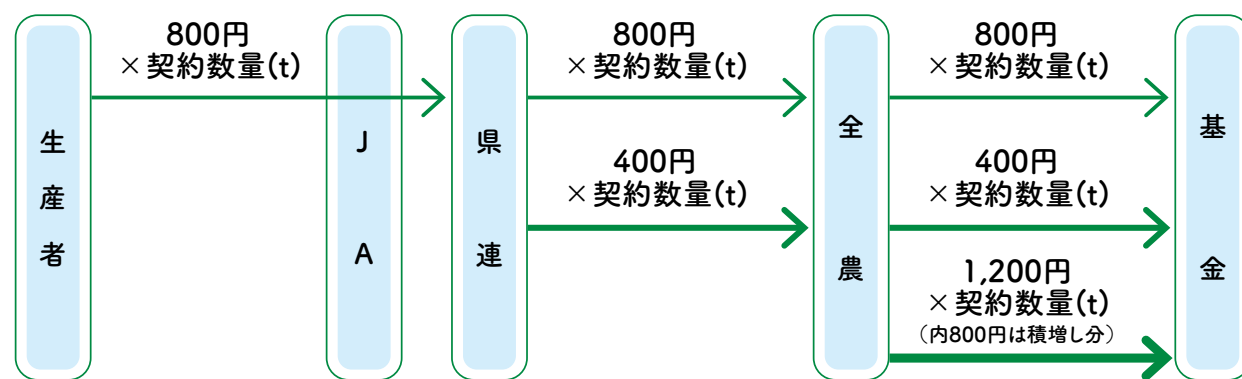 生産者
800円
×契約数量(t)
JA
県連
800円
×契約数量(t)
400円
×契約数量(t)
全農
800円
×契約数量(t)
400円
×契約数量(t)
1,200円
×契約数量(t)
（内800円は積増し分）
基金